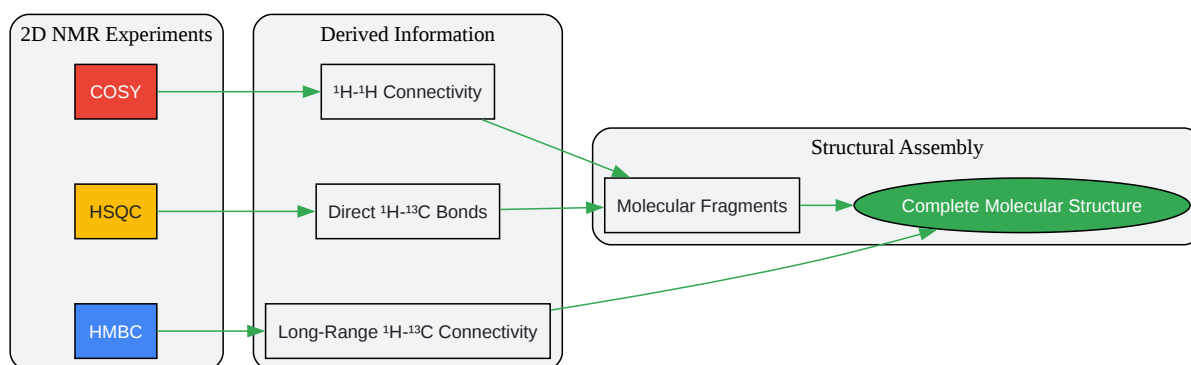 2D NMR Experiments
Derived Information
COSY
¹H-¹H Connectivity
Structural Assembly
HSQC
Direct ¹H-¹³C Bonds
Molecular Fragments
Complete Molecular Structure
HMBC
Long-Range ¹H-¹³C Connectivity